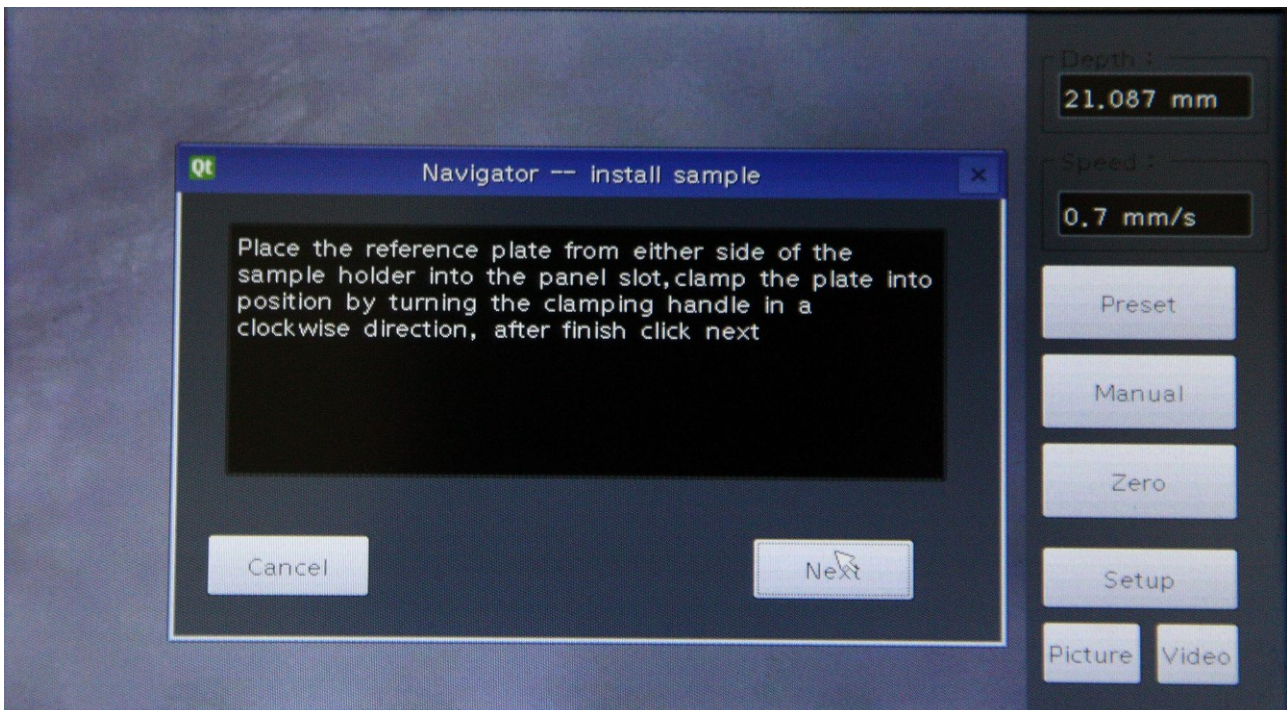 Depth :
21.087 mm
Qt
Navigator -- install sample
×
Speed :
0.7 mm/s
Place the reference plate from either side of the
sample holder into the panel slot,clamp the plate into
position by turning the clamping handle in a
clockwise direction, after finish click next
Preset
Manual
Zero
Cancel
Next
Setup
Picture
Video